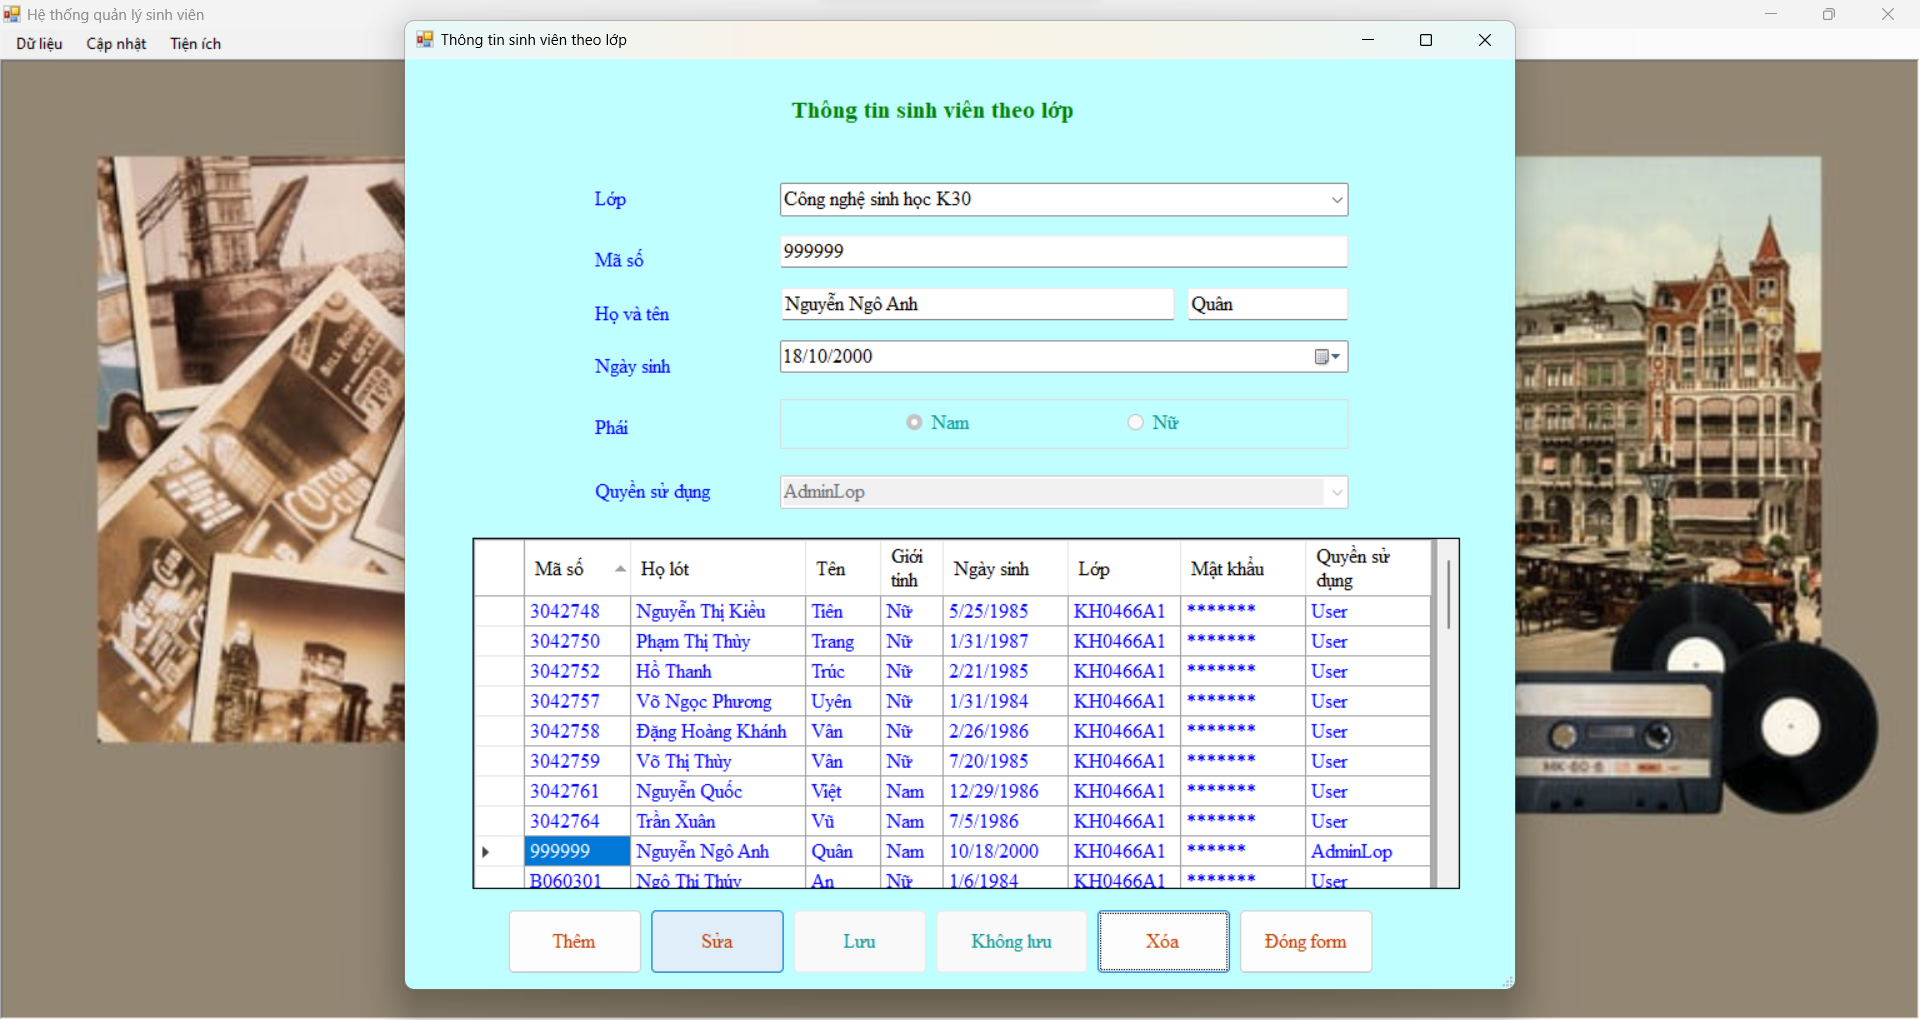 Hệ thống quản lý sinh viên
Dữ liệu Cập nhật Tiện ích
Thông tin sinh viên theo lớp
Thông tin sinh viên theo lớp
Lớp Công nghệ sinh học K30
Mã số 999999
Họ và tên Nguyễn Ngô Anh Quân
Ngày sinh 18/10/2000
Phái Nam Nữ
Quyền sử dụng AdminLop
Mã số Họ lót Tên Giới tính Ngày sinh Lớp Mật khẩu Quyền sử dụng
3042748 Nguyễn Thị Kiều Tiên Nữ 5/25/1985 KH0466A1 ******* User
3042750 Phạm Thị Thùy Trang Nữ 1/31/1987 KH0466A1 ******* User
3042752 Hồ Thanh Trúc Nữ 2/21/1985 KH0466A1 ******* User
3042757 Võ Ngọc Phương Uyên Nữ 1/31/1984 KH0466A1 ******* User
3042758 Đặng Hoàng Khánh Vân Nữ 2/26/1986 KH0466A1 ******* User
3042759 Võ Thị Thùy Vân Nữ 7/20/1985 KH0466A1 ******* User
3042761 Nguyễn Quốc Việt Nam 12/29/1986 KH0466A1 ******* User
3042764 Trần Xuân Vũ Nam 7/5/1986 KH0466A1 ******* User
999999 Nguyễn Ngô Anh Quân Nam 10/18/2000 KH0466A1 ****** AdminLop
B060301 Ngô Thị Thúy An Nữ 1/6/1984 KH0466A1 ******* User
Thêm Sửa Lưu Không lưu Xóa Đóng form
COTTON
CLUB